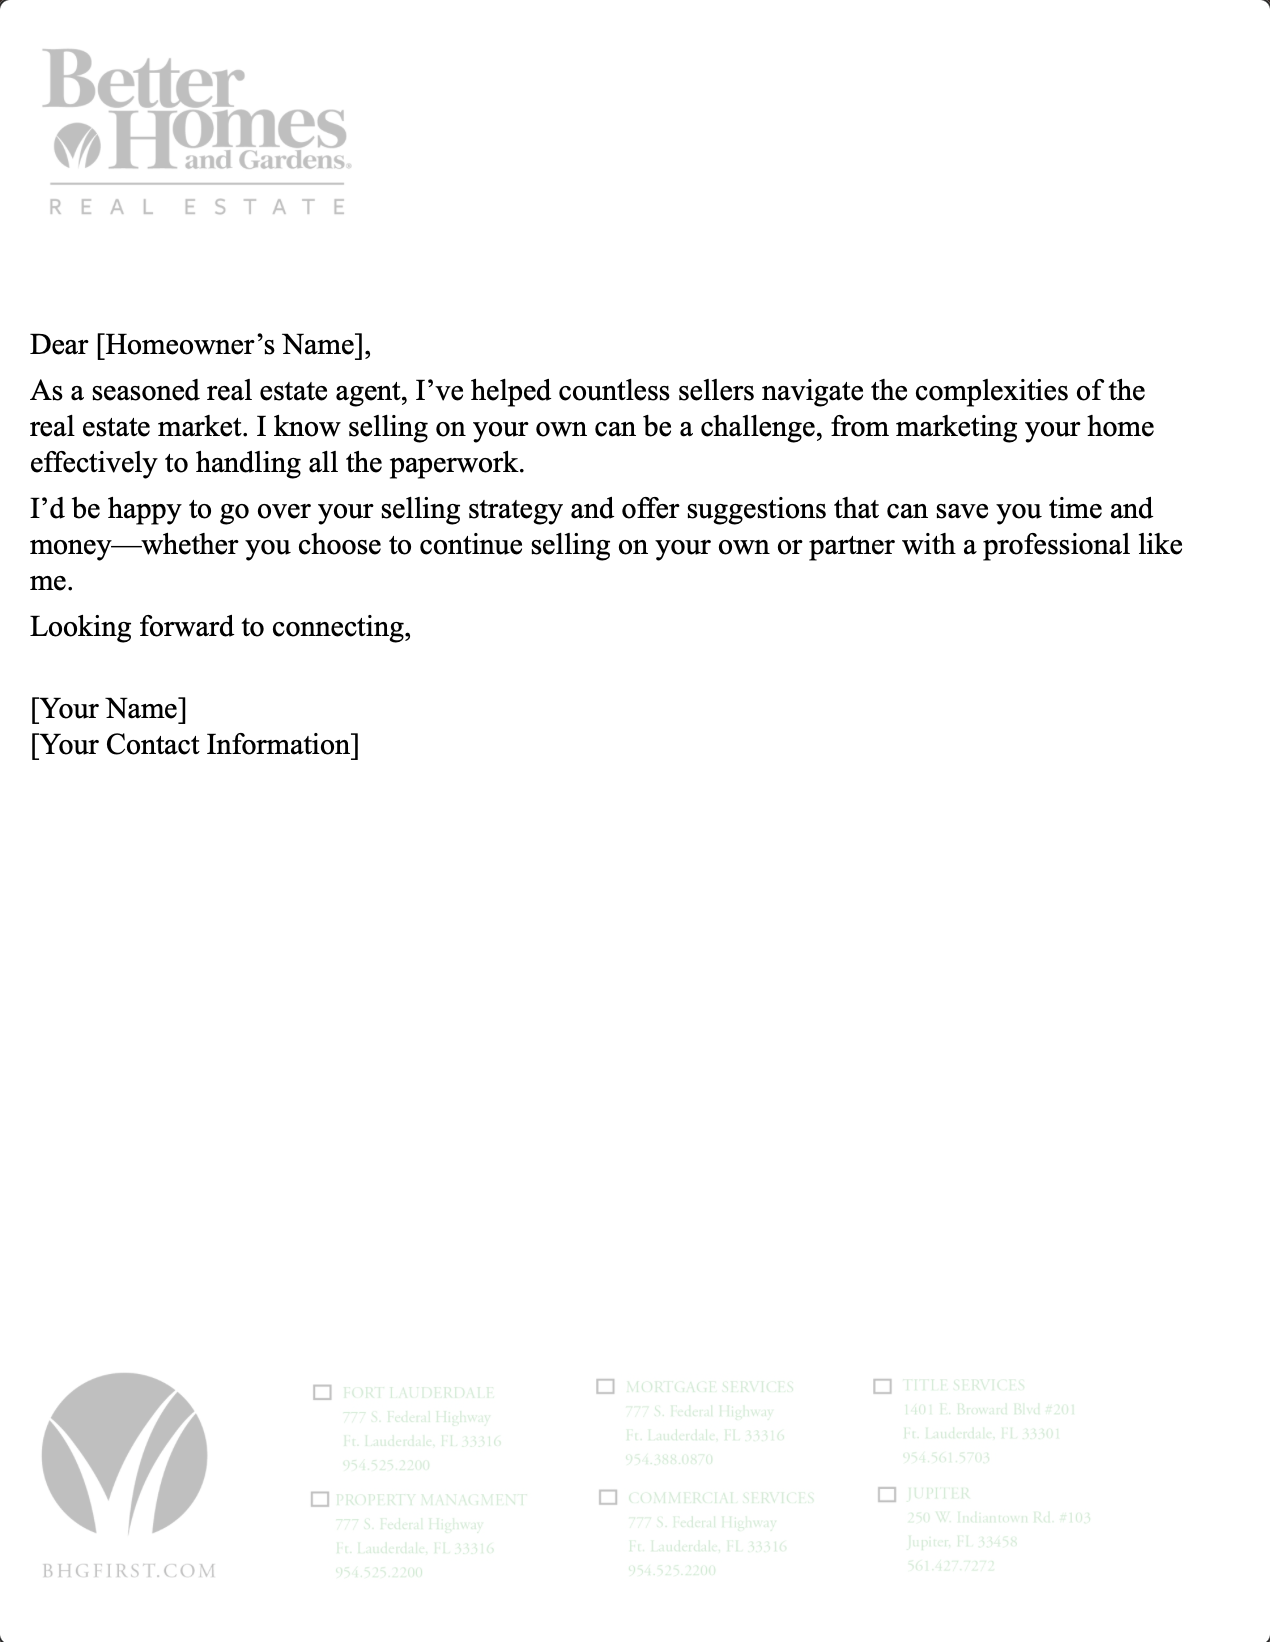 Better
Homes
and Gardens®
REAL ESTATE
Dear [Homeowner’s Name],
As a seasoned real estate agent, I’ve helped countless sellers navigate the complexities of the
real estate market. I know selling on your own can be a challenge, from marketing your home
effectively to handling all the paperwork.
I’d be happy to go over your selling strategy and offer suggestions that can save you time and
money—whether you choose to continue selling on your own or partner with a professional like
me.
Looking forward to connecting,
[Your Name]
[Your Contact Information]
FORT LAUDERDALE
777 S. Federal Highway
Ft. Lauderdale, FL 33316
954.525.2200
MORTGAGE SERVICES
777 S. Federal Highway
Ft. Lauderdale, FL 33316
954.388.0870
TITLE SERVICES
1401 E. Broward Blvd #201
Ft. Lauderdale, FL 33301
954.561.5703
PROPERTY MANAGMENT
777 S. Federal Highway
Ft. Lauderdale, FL 33316
954.525.2200
COMMERCIAL SERVICES
777 S. Federal Highway
Ft. Lauderdale, FL 33316
954.525.2200
JUPITER
250 W. Indiantown Rd. #103
Jupiter, FL 33458
561.427.7272
BHGFIRST.COM